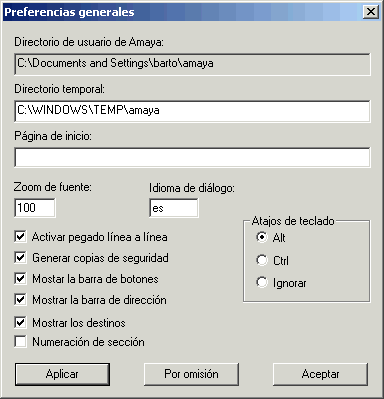 Preferencias generales
Directorio de usuario de Amaya:
C:\Documents and Settings\barto\amaya
Directorio temporal:
C:\WINDOWS\TEMP\amaya
Página de inicio:
Zoom de fuente: Idioma de diálogo:
100 es
Activar pegado línea a línea
Generar copias de seguridad
Mostar la barra de botones
Mostrar la barra de dirección
Mostrar los destinos
Numeración de sección
Atajos de teclado
Alt
Ctrl
Ignorar
Aplicar Por omisión Aceptar